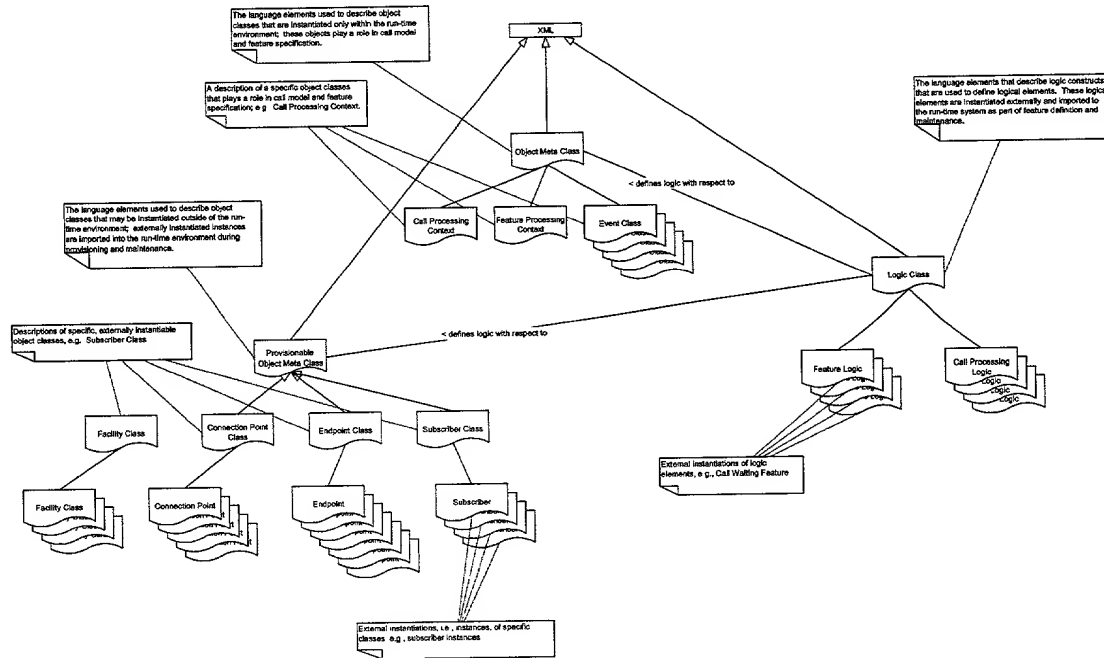 The language elements used to describe object
classes that are instantiated only within the run-time
environment; these objects play a role in call model
and feature specification.
XML
A description of a specific object classes
that plays a role in call model and feature
specification; e.g Call Processing Context.
The language elements that describe logic constructs
that are used to define logical elements. These logical
elements are instantiated externally and imported to
the run-time system as part of feature definition and
maintenance.
Object Meta Class
< defines logic with respect to
The language elements used to describe object
classes that may be instantiated outside of the run-
time environment; externally instantiated instances
are imported into the run-time environment during
provisioning and maintenance.
Call Processing
Context
Feature Processing
Context
Event Class
Logic Class
Descriptions of specific, externally instantiable
object classes, e.g. Subscriber Class
< defines logic with respect to
Provisionable
Object Meta Class
Feature Logic
Logic
Logic
Logic
Call Processing
Logic
Logic
Logic
Logic
Facility Class
Connection Point
Class
Endpoint Class
Subscriber Class
External instantiations of logic
elements, e.g., Call Waiting Feature
Facility Class
Connection Point
Endpoint
Subscriber
External instantiations, i.e., instances, of specific
classes e.g., subscriber instances